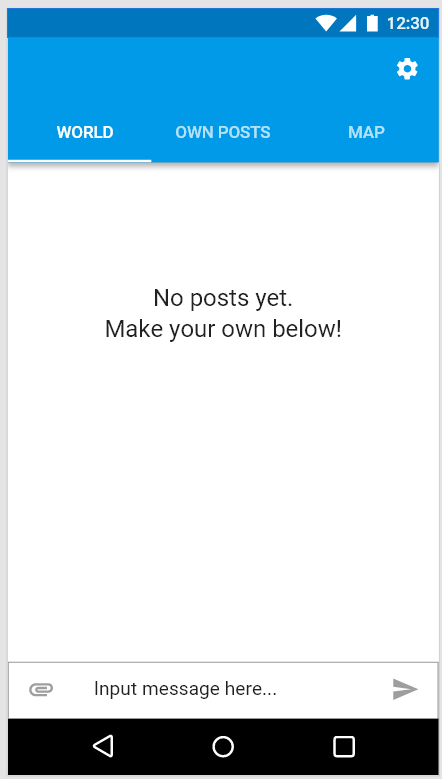 12:30
WORLD OWN POSTS MAP
No posts yet.
Make your own below!
Input message here...